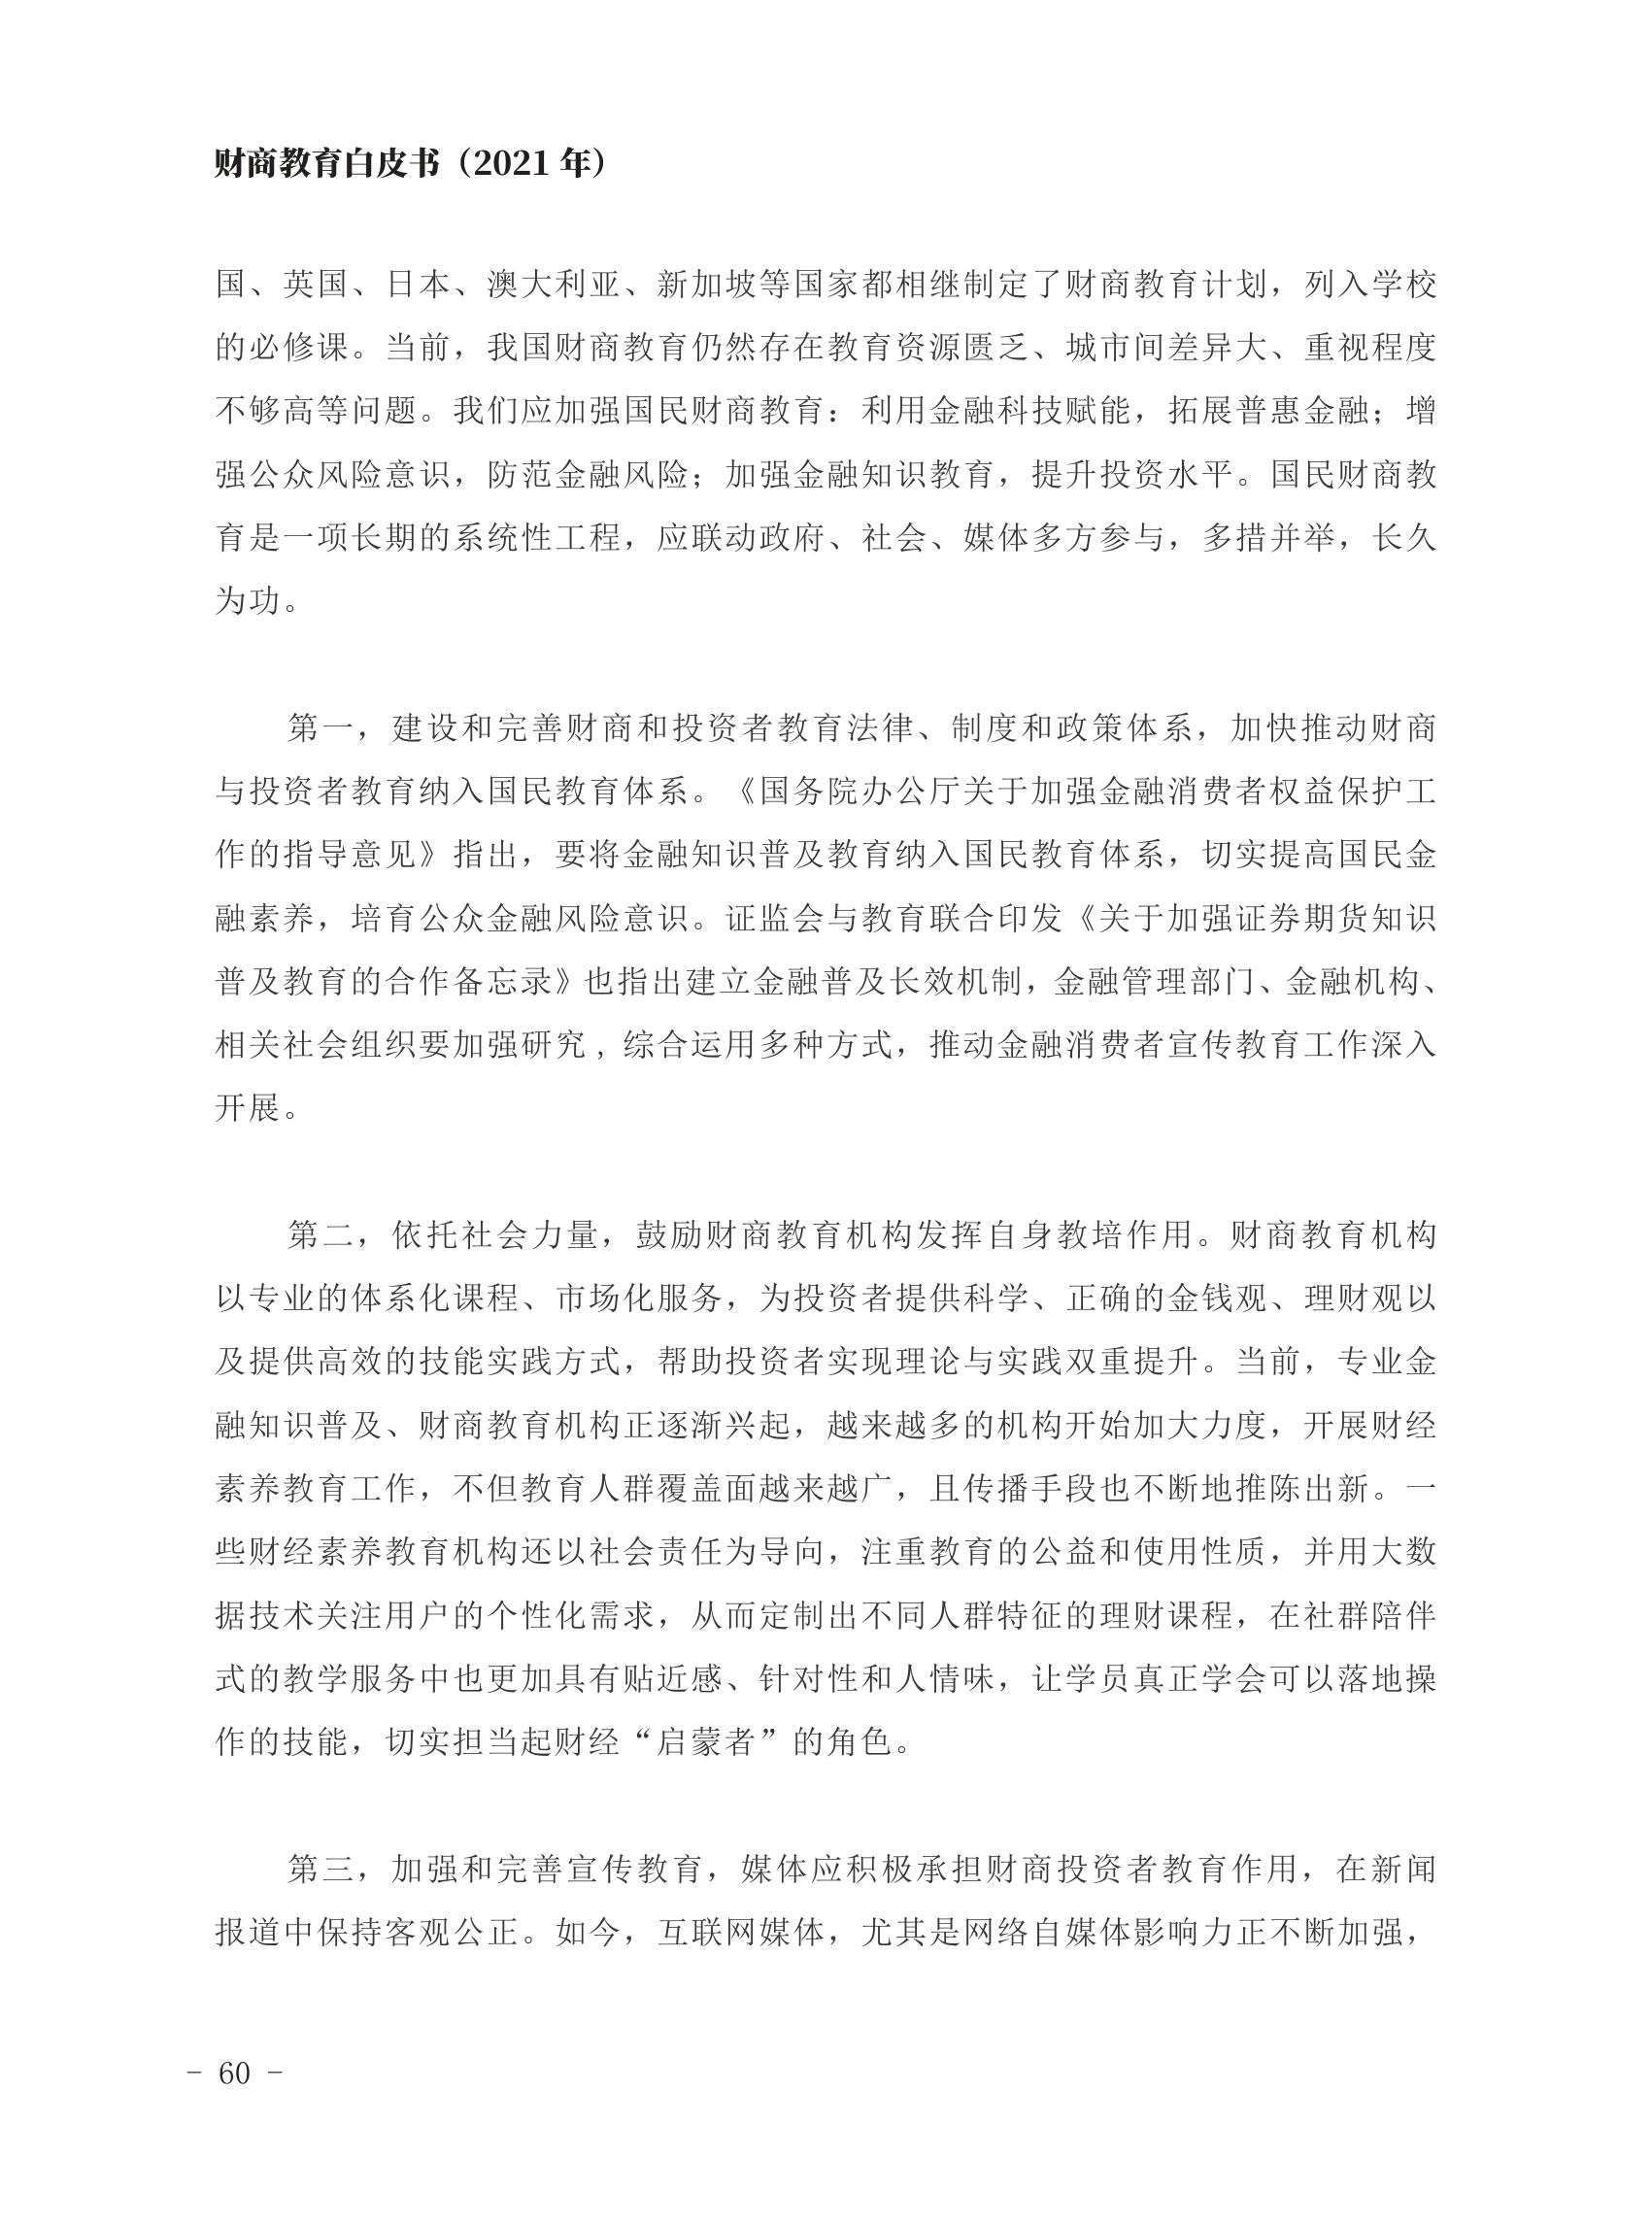 财商教育白皮书（2021 年）
国、英国、日本、澳大利亚、新加坡等国家都相继制定了财商教育计划，列入学校
的必修课。当前，我国财商教育仍然存在教育资源匮乏、城市间差异大、重视程度
不够高等问题。我们应加强国民财商教育：利用金融科技赋能，拓展普惠金融；增
强公众风险意识，防范金融风险；加强金融知识教育，提升投资水平。国民财商教
育是一项长期的系统性工程，应联动政府、社会、媒体多方参与，多措并举，长久
为功。
第一，建设和完善财商和投资者教育法律、制度和政策体系，加快推动财商
与投资者教育纳入国民教育体系。《国务院办公厅关于加强金融消费者权益保护工
作的指导意见》指出，要将金融知识普及教育纳入国民教育体系，切实提高国民金
融素养，培育公众金融风险意识。证监会与教育联合印发《关于加强证券期货知识
普及教育的合作备忘录》也指出建立金融普及长效机制，金融管理部门、金融机构、
相关社会组织要加强研究 , 综合运用多种方式，推动金融消费者宣传教育工作深入
开展。
第二，依托社会力量，鼓励财商教育机构发挥自身教培作用。财商教育机构
以专业的体系化课程、市场化服务，为投资者提供科学、正确的金钱观、理财观以
及提供高效的技能实践方式，帮助投资者实现理论与实践双重提升。当前，专业金
融知识普及、财商教育机构正逐渐兴起，越来越多的机构开始加大力度，开展财经
素养教育工作，不但教育人群覆盖面越来越广，且传播手段也不断地推陈出新。一
些财经素养教育机构还以社会责任为导向，注重教育的公益和使用性质，并用大数
据技术关注用户的个性化需求，从而定制出不同人群特征的理财课程，在社群陪伴
式的教学服务中也更加具有贴近感、针对性和人情味，让学员真正学会可以落地操
作的技能，切实担当起财经“启蒙者”的角色。
第三，加强和完善宣传教育，媒体应积极承担财商投资者教育作用，在新闻
报道中保持客观公正。如今，互联网媒体，尤其是网络自媒体影响力正不断加强，
- 60 -